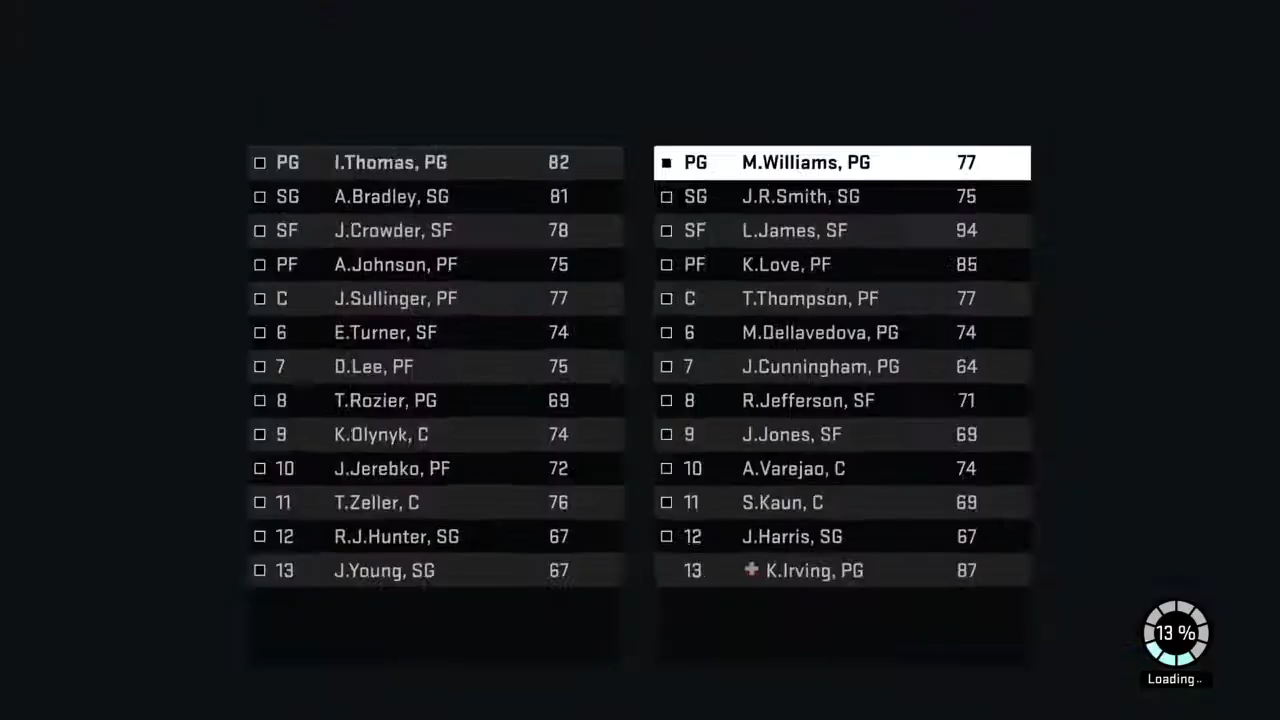 PG I.Thomas, PG 82
SG A.Bradley, SG 81
SF J.Crowder, SF 78
PF A.Johnson, PF 75
C J.Sullinger, PF 77
6 E.Turner, SF 74
7 D.Lee, PF 75
8 T.Rozier, PG 69
9 K.Olynyk, C 74
10 J.Jerebko, PF 72
11 T.Zeller, C 76
12 R.J.Hunter, SG 67
13 J.Young, SG 67
PG M.Williams, PG 77
SG J.R.Smith, SG 75
SF L.James, SF 94
PF K.Love, PF 85
C T.Thompson, PF 77
6 M.Dellavedova, PG 74
7 J.Cunningham, PG 64
8 R.Jefferson, SF 71
9 J.Jones, SF 69
10 A.Varejao, C 74
11 S.Kaun, C 69
12 J.Harris, SG 67
13 K.Irving, PG 87
13 %
Loading..